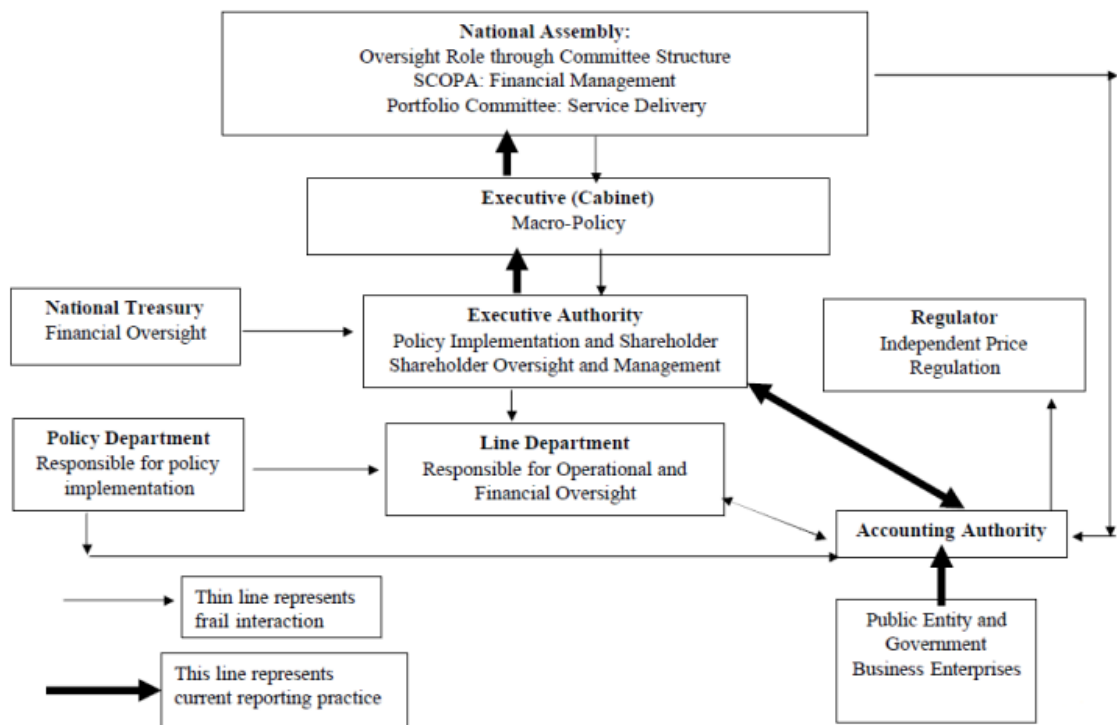 National Assembly:
Oversight Role through Committee Structure
SCOPA: Financial Management
Portfolio Committee: Service Delivery
Executive (Cabinet)
Macro-Policy
National Treasury
Financial Oversight
Executive Authority
Policy Implementation and Shareholder
Shareholder Oversight and Management
Regulator
Independent Price
Regulation
Policy Department
Responsible for policy
implementation
Line Department
Responsible for Operational and
Financial Oversight
Accounting Authority
Thin line represents
frail interaction
Public Entity and
Government
Business Enterprises
This line represents
current reporting practice